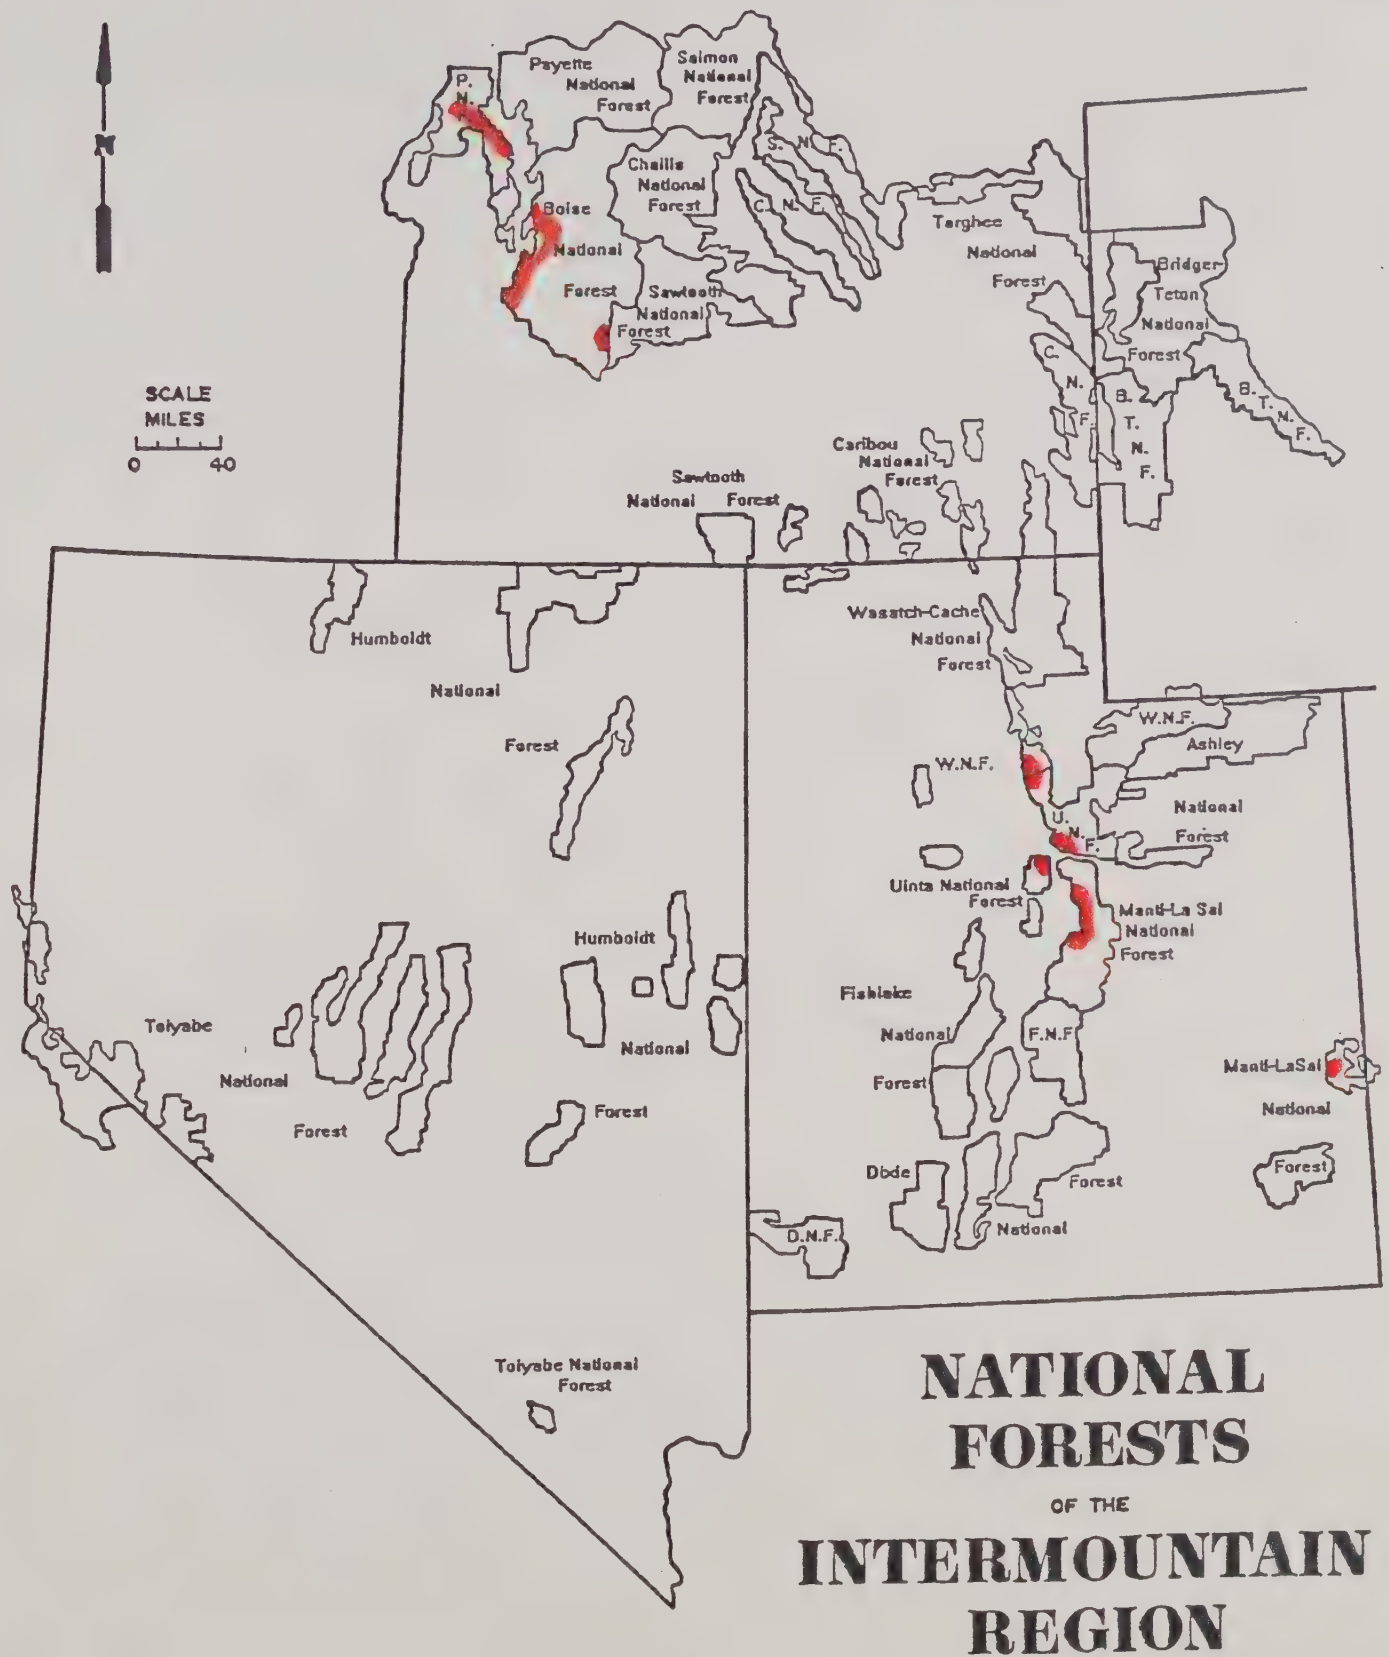 N
Payette
National
Forest
Salmon
National
Forest
P.
N.
S. N. F.
Challis
National
Forest
C. N. F.
Boise
National
Forest
Sawtooth
National
Forest
Targhee
National
Forest
Bridger
Teton
National
Forest
C.
N.
F.
B.
T.
N.
F.
B.
T.
N.
F.
SCALE
MILES
0 40
Caribou
National
Forest
Sawtooth
National Forest
Humboldt
National
Forest
Wasatch-Cache
National
Forest
W.N.F.
Ashley
National
Forest
W.N.F.
U.
N.
F.
Uinta National
Forest
Manti-La Sal
National
Forest
Humboldt
National
Forest
Fishlake
National
Forest
F.N.F
Toiyabe
National
Forest
Manti-LaSal
National
Forest
Dixie
Forest
National
D.N.F.
Toiyabe National
Forest
NATIONAL
FORESTS
OF THE
INTERMOUNTAIN
REGION